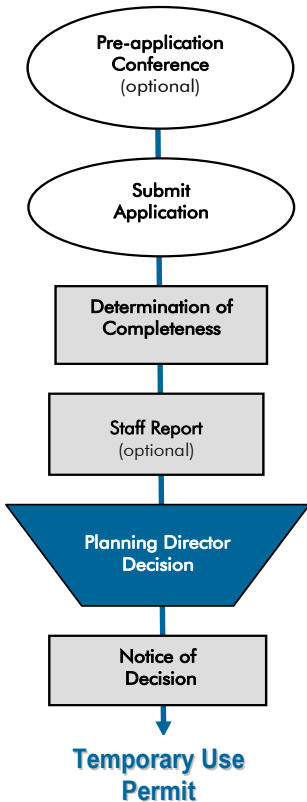 Pre-application
Conference
(optional)
Submit
Application
Determination of
Completeness
Staff Report
(optional)
Planning Director
Decision
Notice of
Decision
Temporary Use
Permit